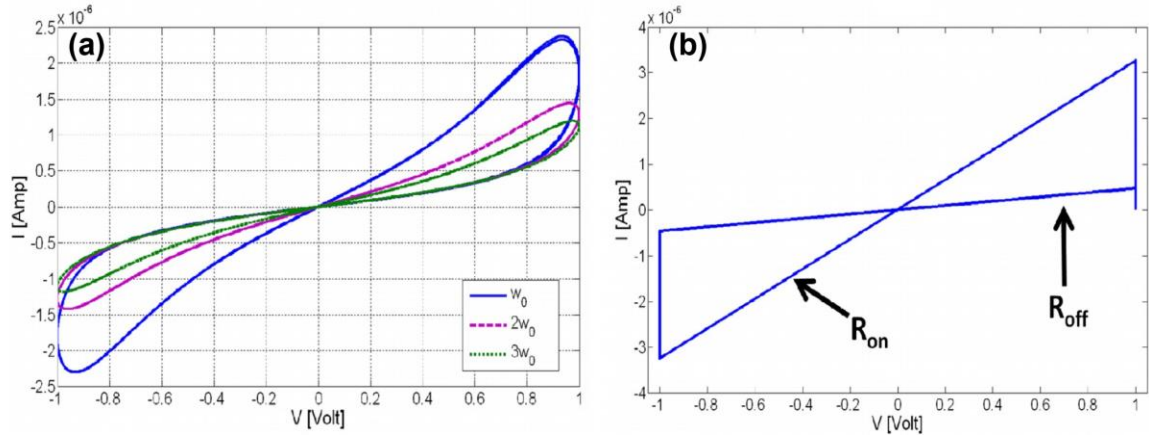 (a)
x 10⁻⁶
2.5
2
1.5
1
0.5
0
-0.5
-1
-1.5
-2
-2.5
I [Amp]
-1 -0.8 -0.6 -0.4 -0.2 0 0.2 0.4 0.6 0.8 1
V [Volt]
w₀
2w₀
3w₀
(b)
x 10⁻⁶
4
3
2
1
0
-1
-2
-3
-4
I [Amp]
Rₒₙ
Rₒff
-1 -0.8 -0.6 -0.4 -0.2 0 0.2 0.4 0.6 0.8 1
V [Volt]